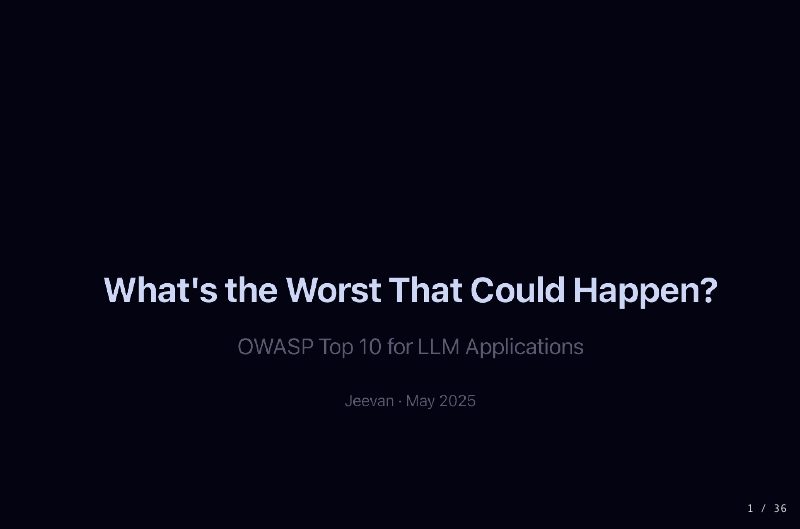 What's the Worst That Could Happen?
OWASP Top 10 for LLM Applications
Jeevan · May 2025
1 / 36